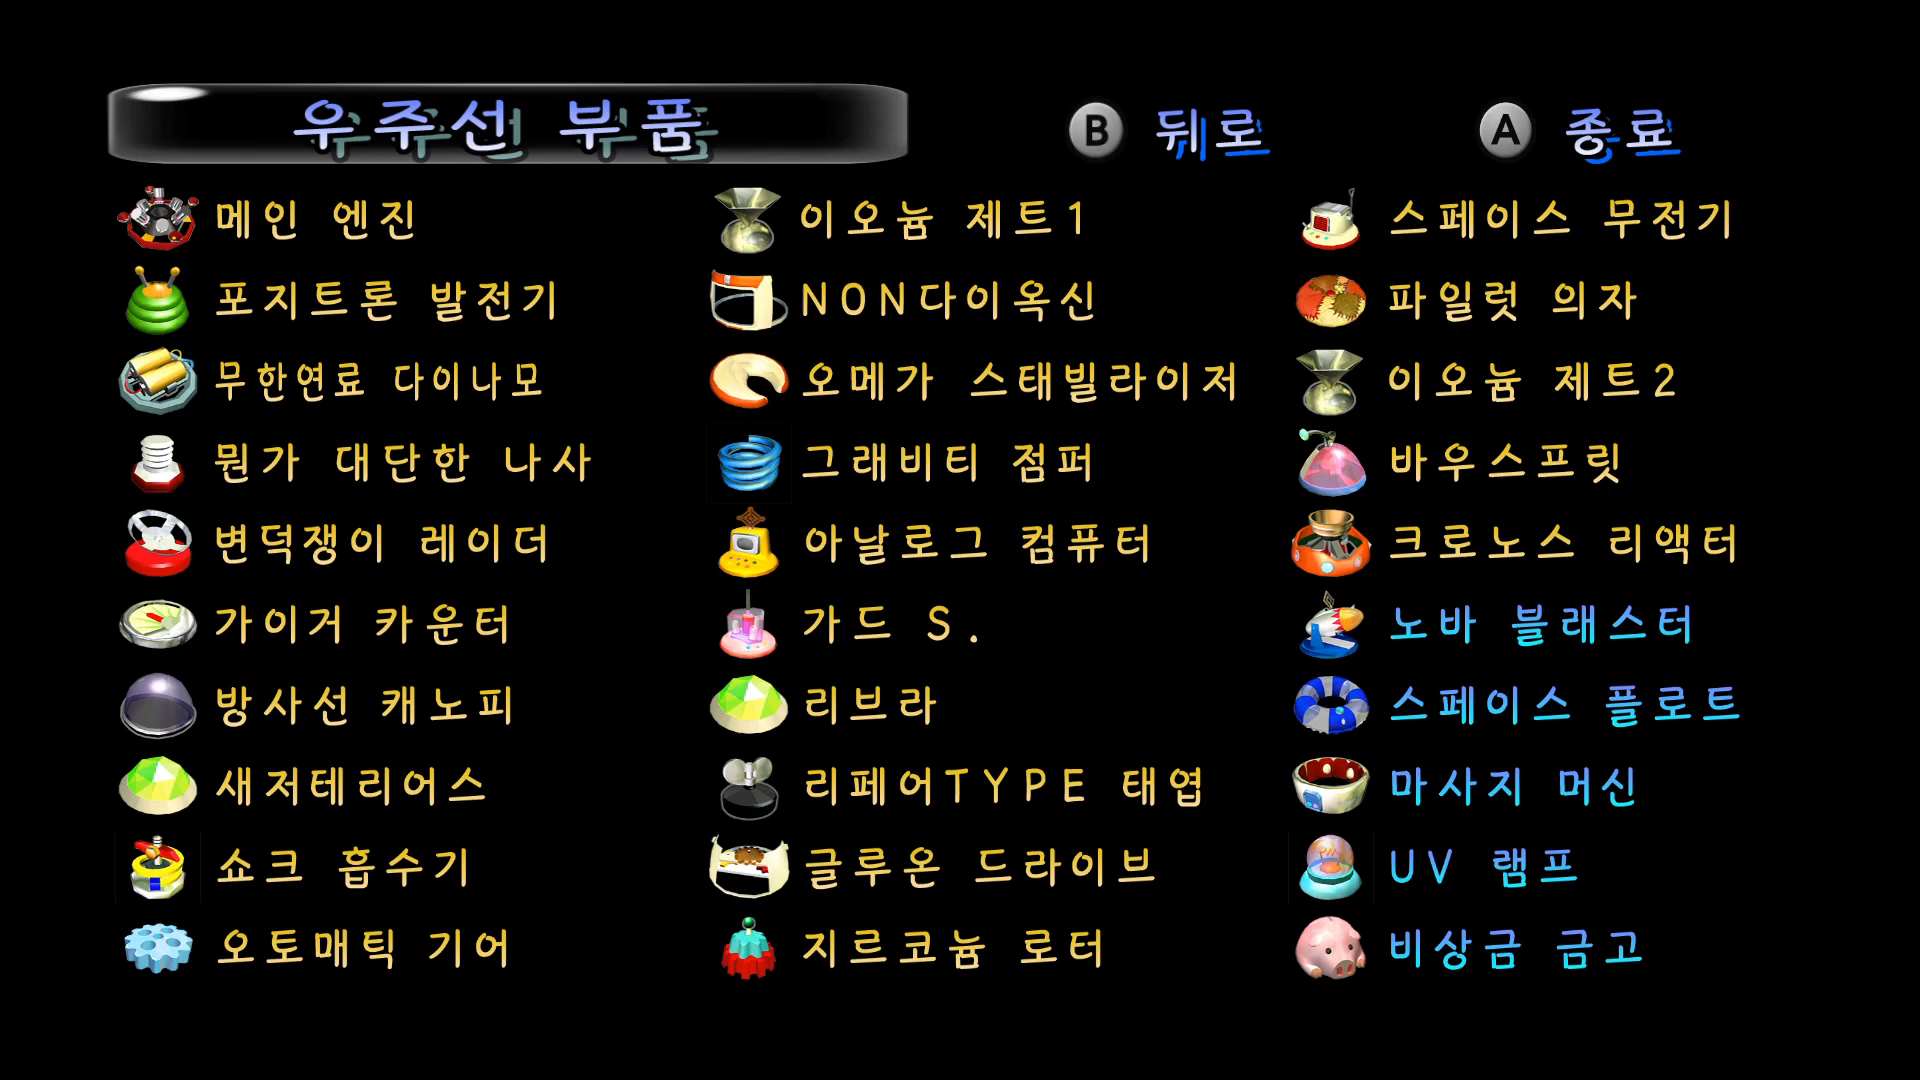 우주선 부품
B 뒤로
A 종료
메인 엔진
포지트론 발전기
무한연료 다이나모
뭔가 대단한 나사
변덕쟁이 레이더
가이거 카운터
방사선 캐노피
새저테리어스
쇼크 흡수기
오토매틱 기어
이오늄 제트1
NON다이옥신
오메가 스태빌라이저
그래비티 점퍼
아날로그 컴퓨터
가드 S.
리브라
리페어TYPE 태엽
글루온 드라이브
지르코늄 로터
스페이스 무전기
파일럿 의자
이오늄 제트2
바우스프릿
크로노스 리액터
노바 블래스터
스페이스 플로트
마사지 머신
UV 램프
비상금 금고